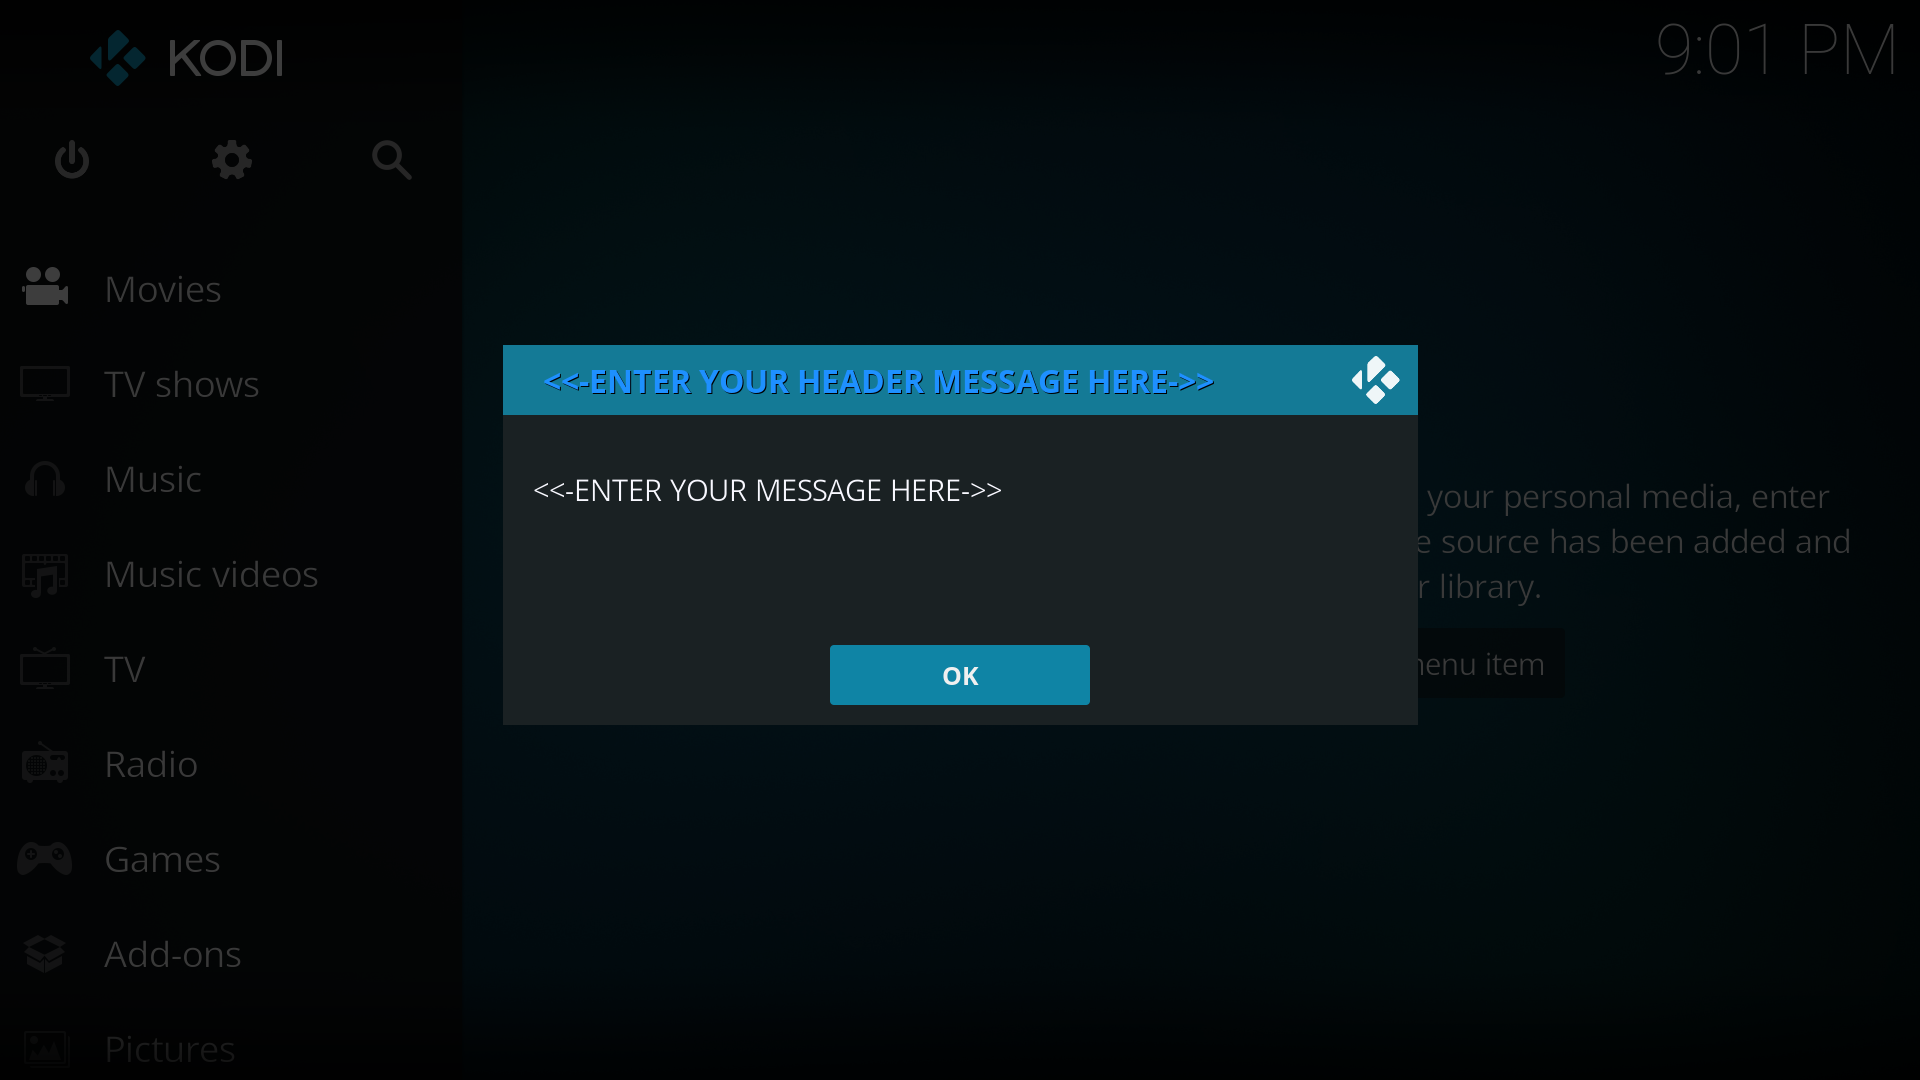 KODI
9:01 PM
Movies
TV shows
Music
Music videos
TV
Radio
Games
Add-ons
Pictures
<<-ENTER YOUR HEADER MESSAGE HERE->>
<<-ENTER YOUR MESSAGE HERE->>
OK
your personal media, enter
source has been added and
library.
item